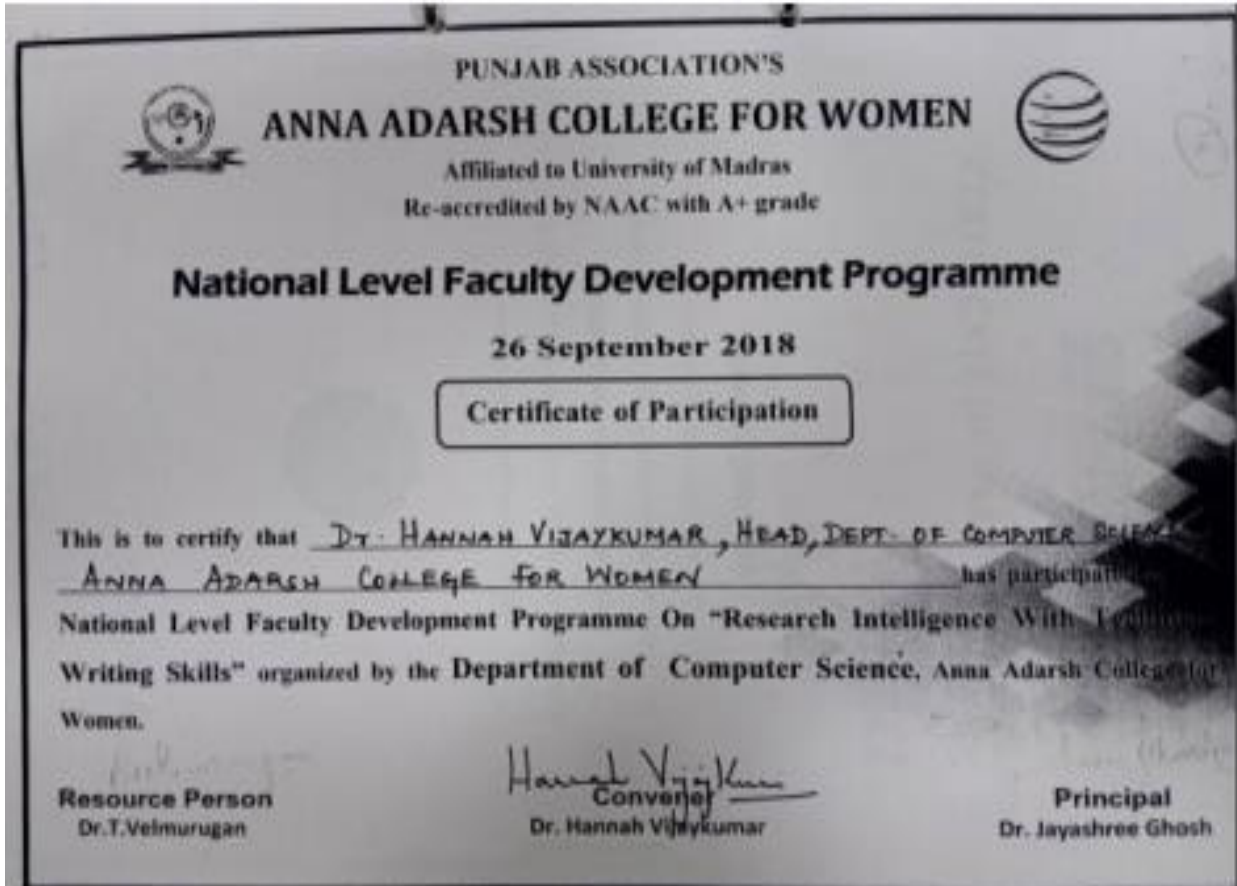 PUNJAB ASSOCIATION'S
ANNA ADARSH COLLEGE FOR WOMEN
Affiliated to University of Madras
Re-accredited by NAAC with A+ grade
National Level Faculty Development Programme
26 September 2018
Certificate of Participation
This is to certify that Dr. HANNAH VIJAYKUMAR, HEAD, DEPT. OF COMPUTER
ANNA ADARSH COLLEGE FOR WOMEN has
National Level Faculty Development Programme On "Research Intelligence With
Writing Skills" organized by the Department of Computer Science, Anna Adarsh College for
Women.
Hannah Vijaykumar
Resource Person Convener Principal
Dr.T.Velmurugan Dr. Hannah Vijaykumar Dr. Jayashree Ghosh